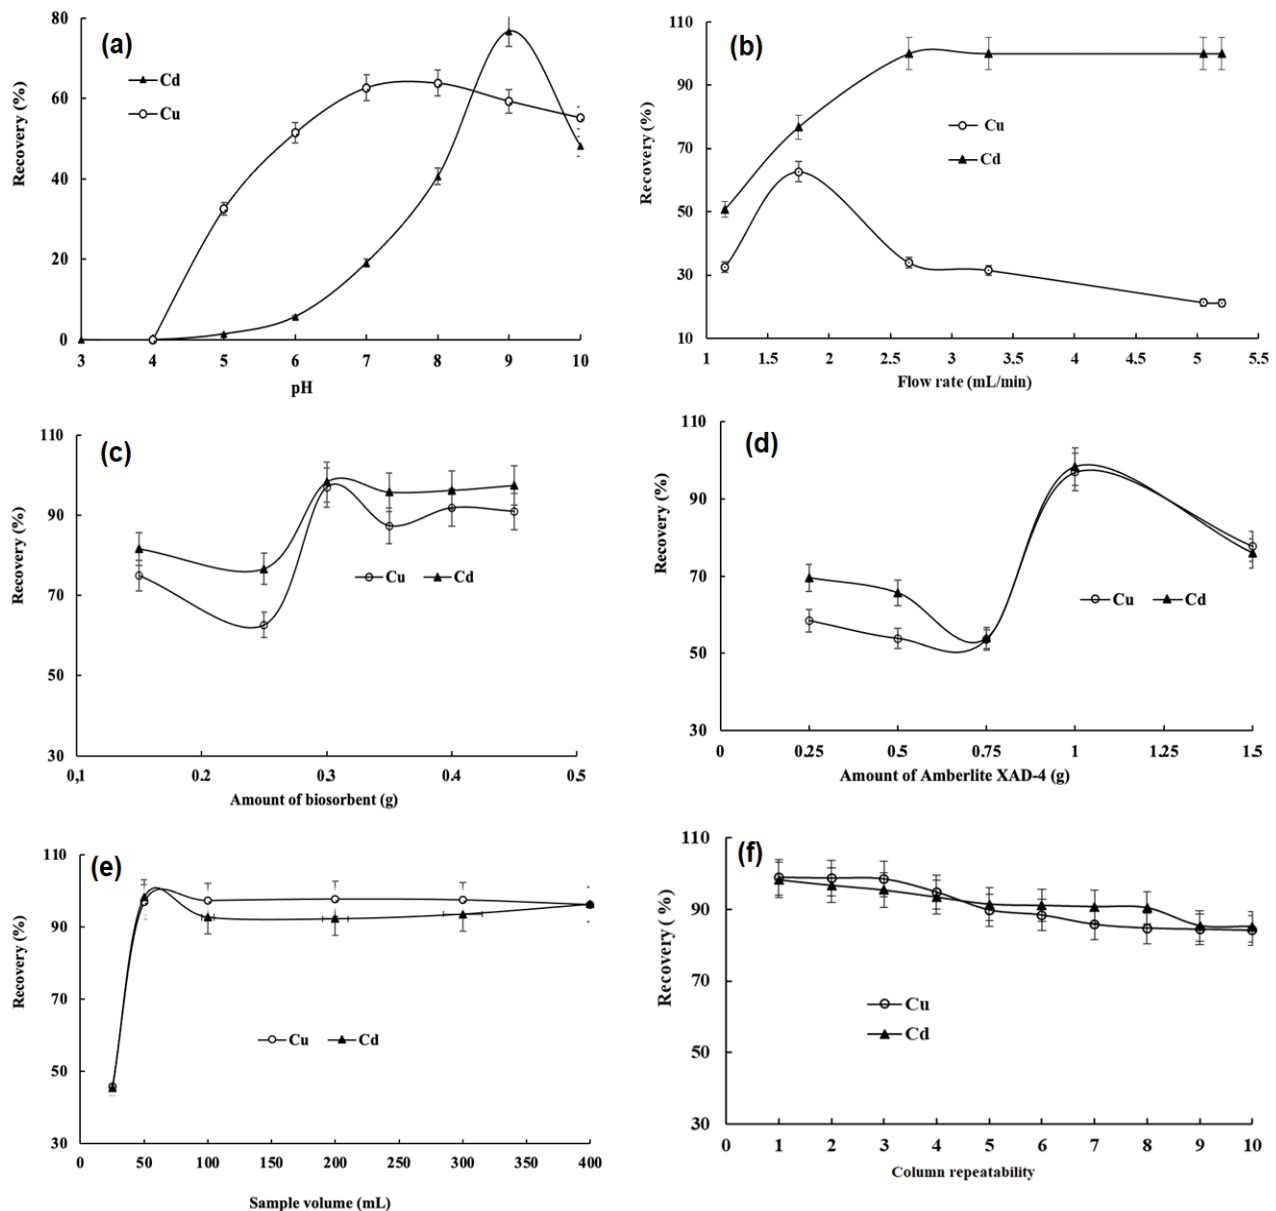 (a)
80
60
40
20
0
Recovery (%)
Cd
Cu
3 4 5 6 7 8 9 10
pH
(b)
110
90
70
50
30
10
Recovery (%)
Cu
Cd
1 1.5 2 2.5 3 3.5 4 4.5 5 5.5
Flow rate (mL/min)
(c)
110
90
70
50
30
Recovery (%)
Cu Cd
0,1 0.2 0.3 0.4 0.5
Amount of biosorbent (g)
(d)
110
90
70
50
30
Recovery (%)
Cu Cd
0 0.25 0.5 0.75 1 1.25 1.5
Amount of Amberlite XAD-4 (g)
(e)
110
90
70
50
30
Recovery (%)
Cu Cd
0 50 100 150 200 250 300 350 400
Sample volume (mL)
(f)
110
90
70
50
30
Recovery ( %)
Cu
Cd
0 1 2 3 4 5 6 7 8 9 10
Column repeatability